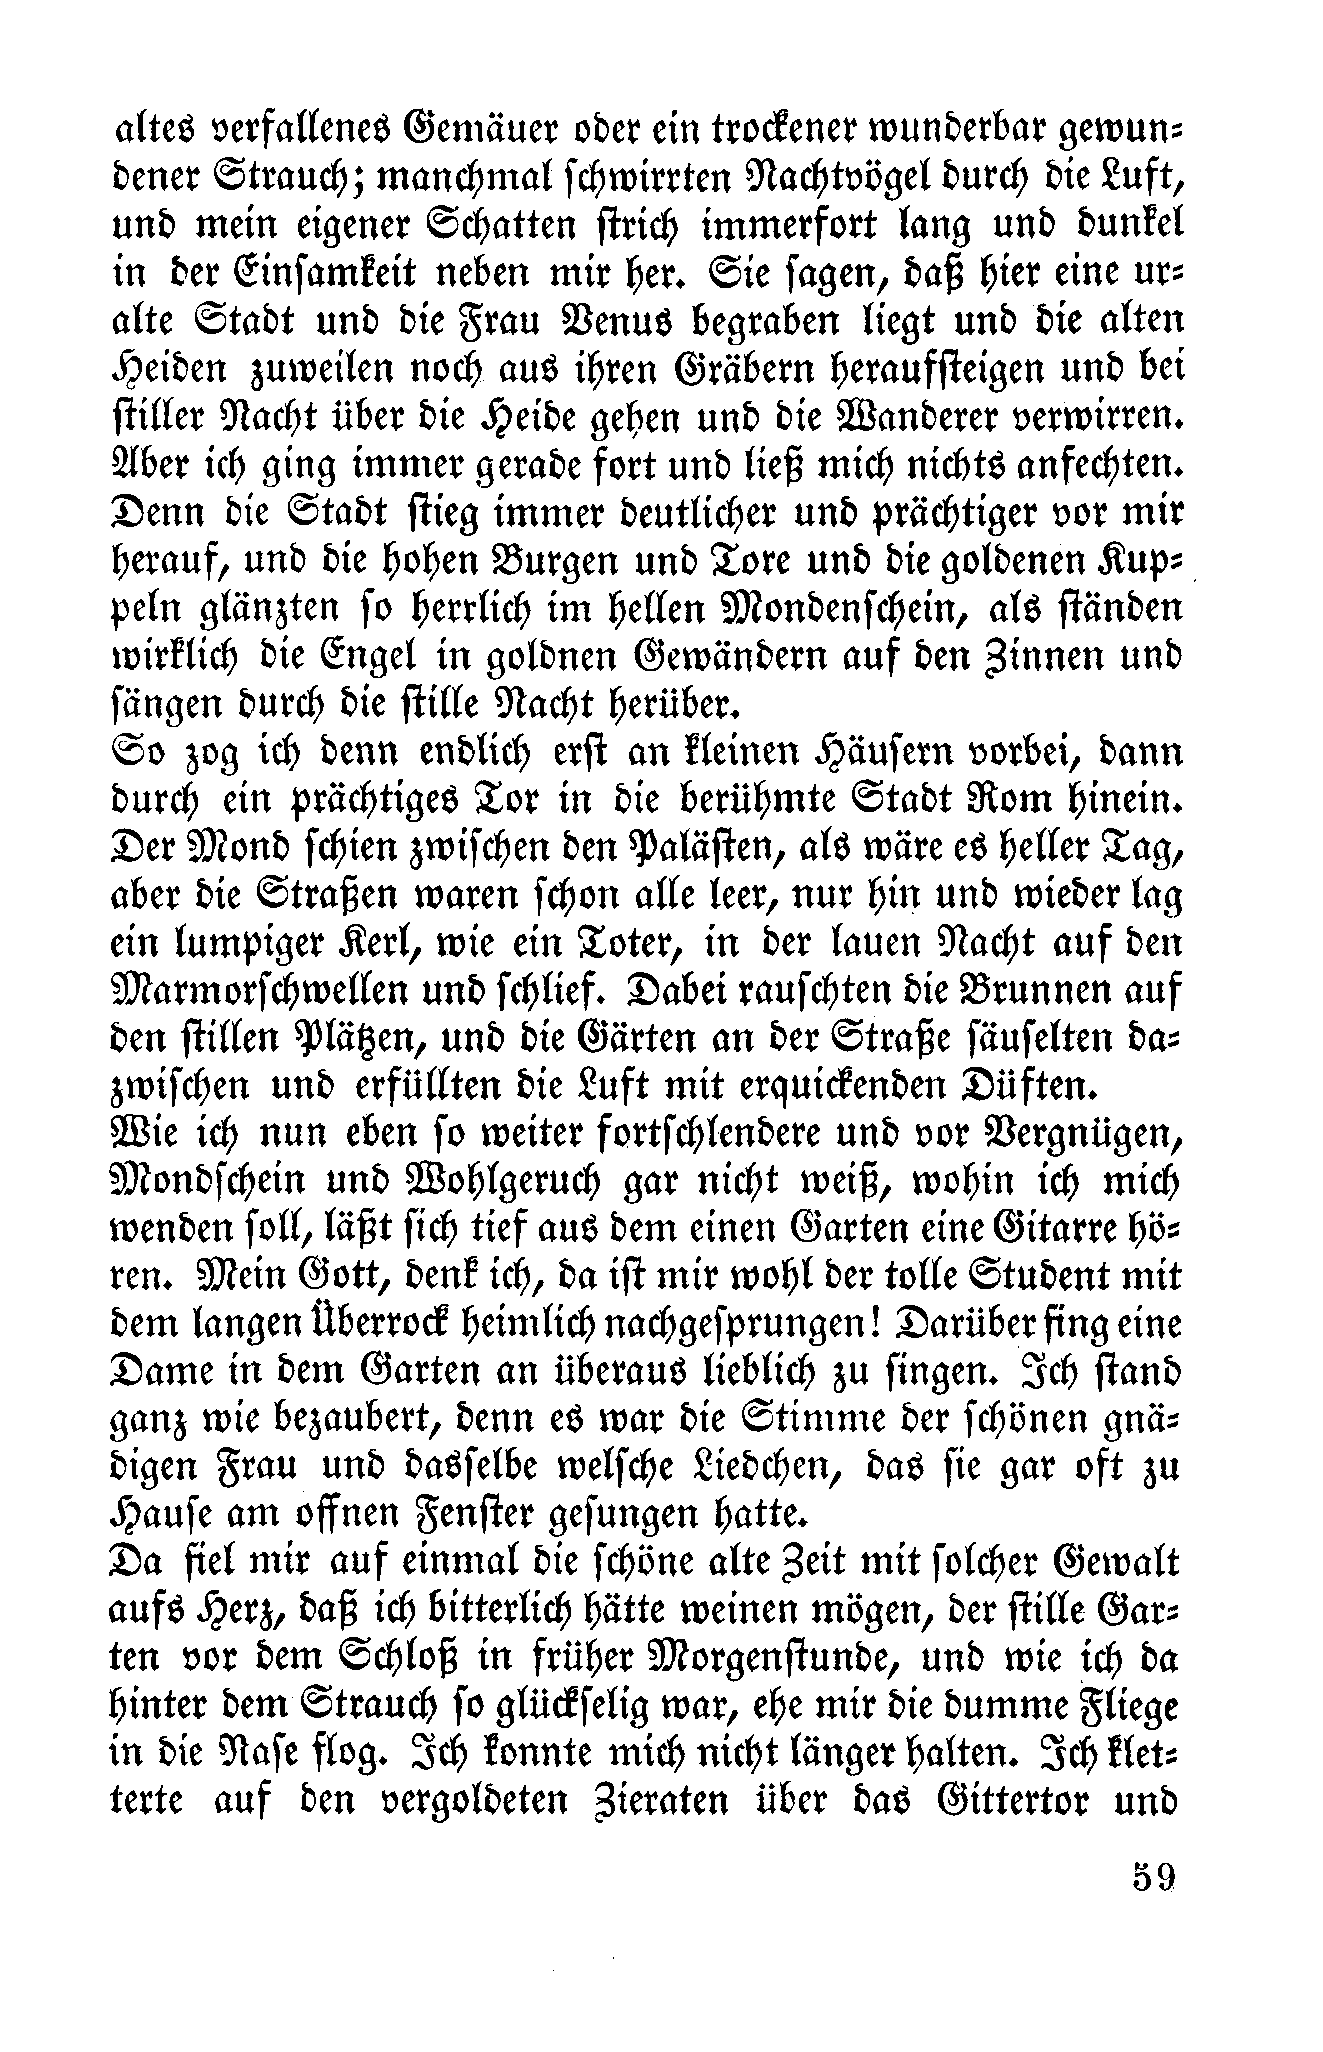 altes verfallenes Gemäuer oder ein trockener wunderbar gewun-
dener Strauch; manchmal schwirrten Nachtvögel durch die Luft,
und mein eigener Schatten strich immerfort lang und dunkel
in der Einsamkeit neben mir her. Sie sagen, daß hier eine ur-
alte Stadt und die Frau Venus begraben liegt und die alten
Heiden zuweilen noch aus ihren Gräbern heraufsteigen und bei
stiller Nacht über die Heide gehen und die Wanderer verwirren.
Aber ich ging immer gerade fort und ließ mich nichts anfechten.
Denn die Stadt stieg immer deutlicher und prächtiger vor mir
herauf, und die hohen Burgen und Tore und die goldenen Kup-
peln glänzten so herrlich im hellen Mondenschein, als ständen
wirklich die Engel in goldnen Gewändern auf den Zinnen und
sängen durch die stille Nacht herüber.
So zog ich denn endlich erst an kleinen Häusern vorbei, dann
durch ein prächtiges Tor in die berühmte Stadt Rom hinein.
Der Mond schien zwischen den Palästen, als wäre es heller Tag,
aber die Straßen waren schon alle leer, nur hin und wieder lag
ein lumpiger Kerl, wie ein Toter, in der lauen Nacht auf den
Marmorschwellen und schlief. Dabei rauschten die Brunnen auf
den stillen Plätzen, und die Gärten an der Straße säuselten da-
zwischen und erfüllten die Luft mit erquickenden Düften.
Wie ich nun eben so weiter fortschlendere und vor Vergnügen,
Mondschein und Wohlgeruch gar nicht weiß, wohin ich mich
wenden soll, läßt sich tief aus dem einen Garten eine Gitarre hö-
ren. Mein Gott, denk ich, da ist mir wohl der tolle Student mit
dem langen Überrock heimlich nachgesprungen! Darüber fing eine
Dame in dem Garten an überaus lieblich zu singen. Ich stand
ganz wie bezaubert, denn es war die Stimme der schönen gnä-
digen Frau und dasselbe welsche Liedchen, das sie gar oft zu
Hause am offnen Fenster gesungen hatte.
Da fiel mir auf einmal die schöne alte Zeit mit solcher Gewalt
aufs Herz, daß ich bitterlich hätte weinen mögen, der stille Gar-
ten vor dem Schloß in früher Morgenstunde, und wie ich da
hinter dem Strauch so glückselig war, ehe mir die dumme Fliege
in die Nase flog. Ich konnte mich nicht länger halten. Ich klet-
terte auf den vergoldeten Zieraten über das Gittertor und
59